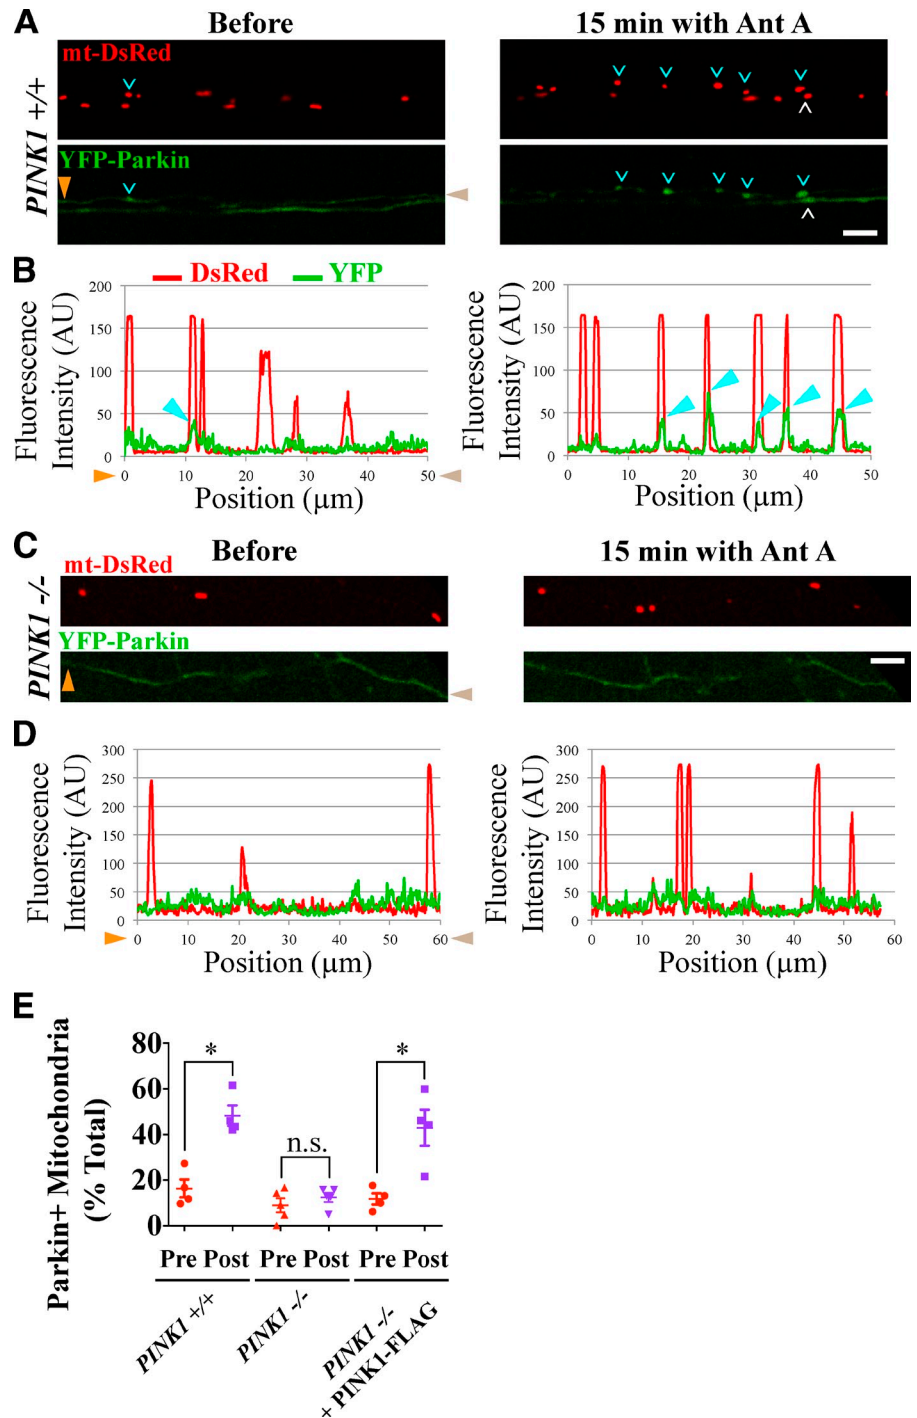 A
Before
15 min with Ant A
PINK1 +/+
mt-DsRed
YFP-Parkin
B
DsRed
YFP
Fluorescence
Intensity (AU)
200
150
100
50
0
0 10 20 30 40 50
Position (µm)
Fluorescence
Intensity (AU)
200
150
100
50
0
0 10 20 30 40 50
Position (µm)
C
Before
15 min with Ant A
PINK1 -/-
mt-DsRed
YFP-Parkin
D
Fluorescence
Intensity (AU)
300
250
200
150
100
50
0
0 10 20 30 40 50 60
Position (µm)
Fluorescence
Intensity (AU)
300
250
200
150
100
50
0
0 10 20 30 40 50 60
Position (µm)
E
Parkin+ Mitochondria
(% Total)
80
60
40
20
0
*
n.s.
*
Pre Post Pre Post Pre Post
PINK1 +/+
PINK1 -/-
PINK1 -/-
+ PINK1-FLAG